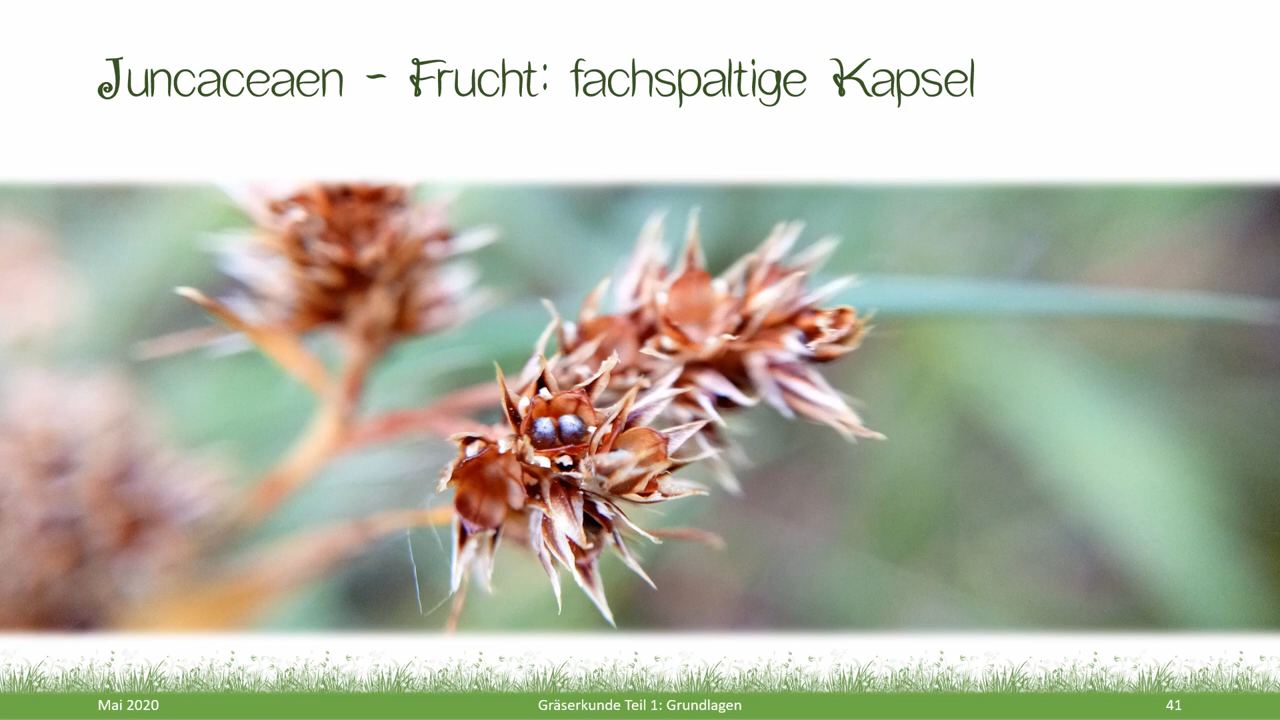 Juncaceaen - Frucht: fachspaltige Kapsel
Mai 2020
Gräserkunde Teil 1: Grundlagen
41